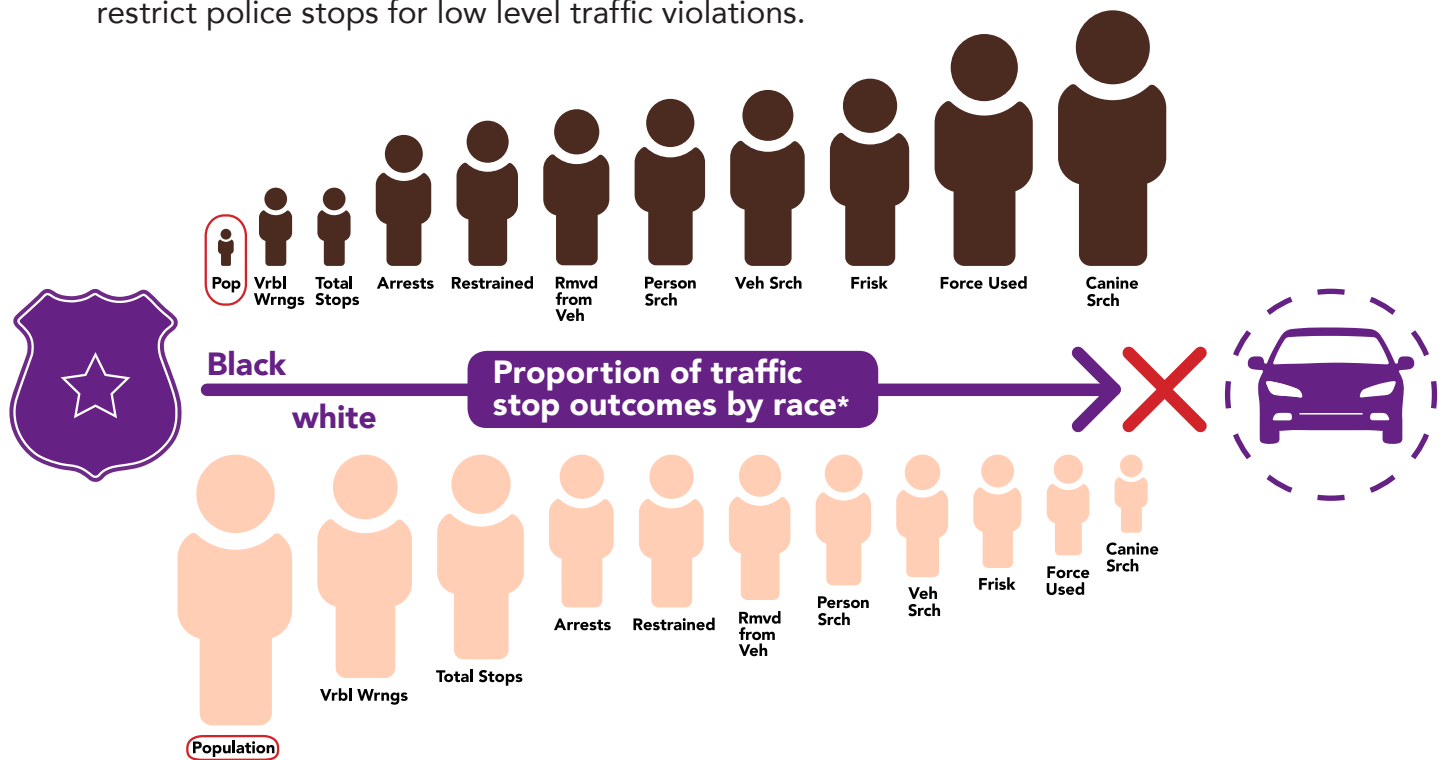 restrict police stops for low level traffic violations.
Pop
Vrbl
Wrngs
Total
Stops
Arrests
Restrained
Rmvd
from
Veh
Person
Srch
Veh Srch
Frisk
Force Used
Canine
Srch
Black
white
Proportion of traffic
stop outcomes by race*
Population
Vrbl Wrngs
Total Stops
Arrests
Restrained
Rmvd
from
Veh
Person
Srch
Veh
Srch
Frisk
Force
Used
Canine
Srch